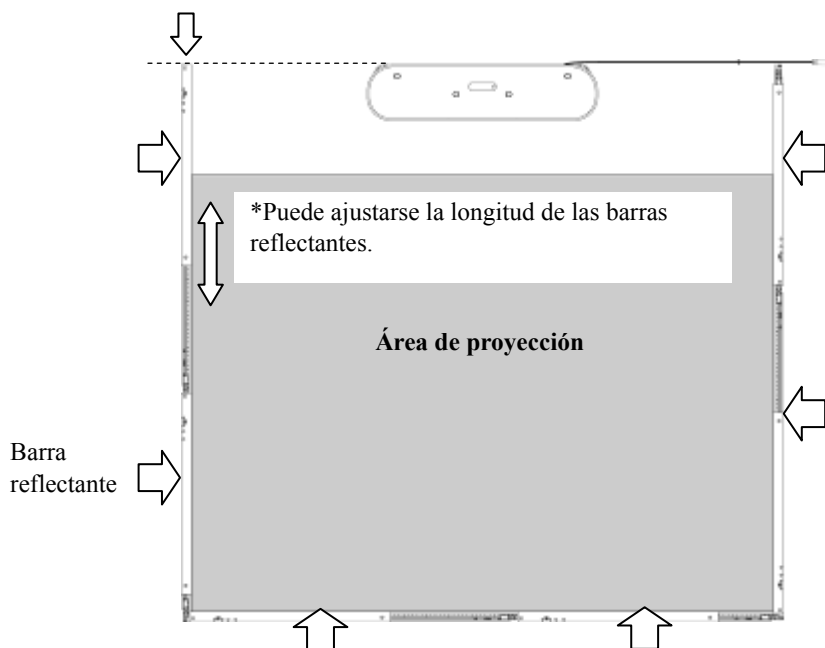 *Puede ajustarse la longitud de las barras
reflectantes.
Área de proyección
Barra
reflectante